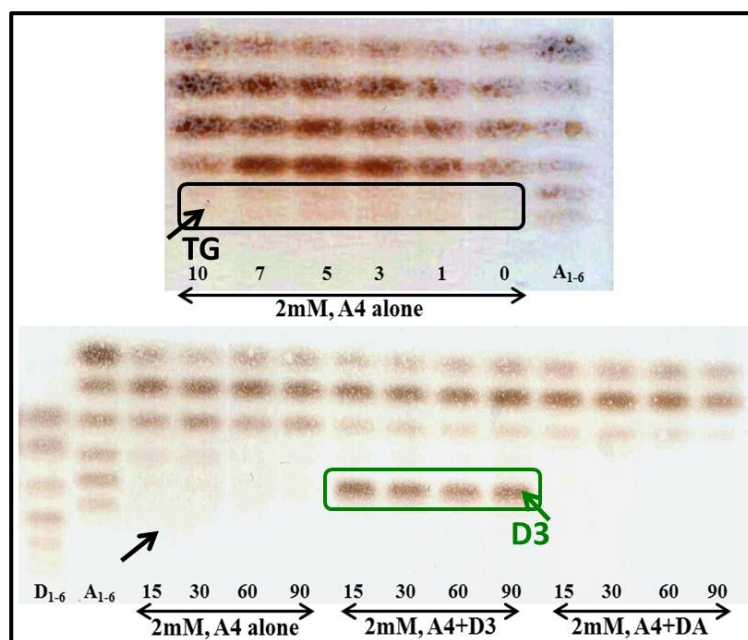 TG
10 7 5 3 1 0 A1-6
2mM, A4 alone
D3
D1-6 A1-6 15 30 60 90 15 30 60 90 15 30 60 90
2mM, A4 alone 2mM, A4+D3 2mM, A4+DA